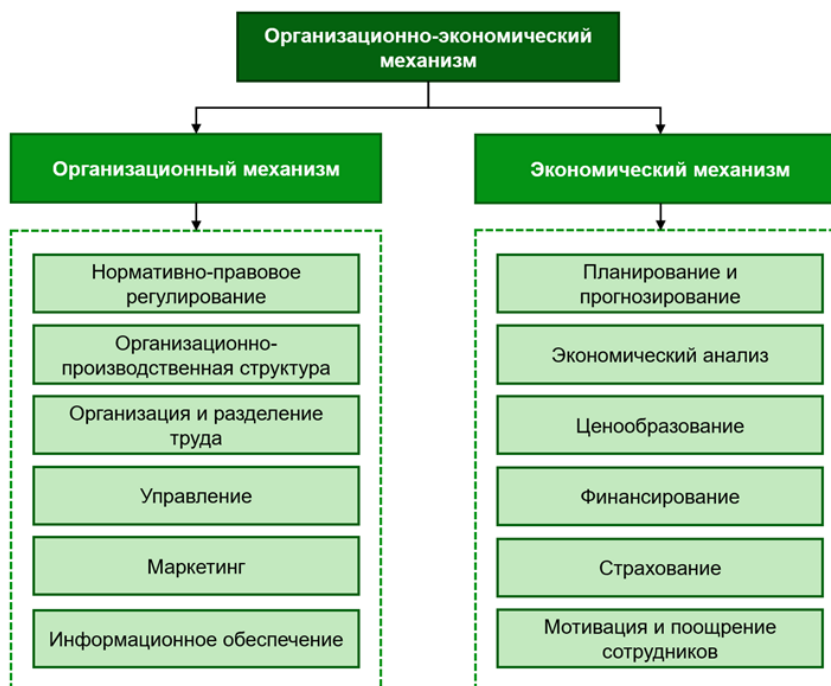 Организационно-экономический
механизм
Организационный механизм
Экономический механизм
Нормативно-правовое
регулирование
Организационно-
производственная структура
Организация и разделение
труда
Управление
Маркетинг
Информационное обеспечение
Планирование и
прогнозирование
Экономический анализ
Ценообразование
Финансирование
Страхование
Мотивация и поощрение
сотрудников